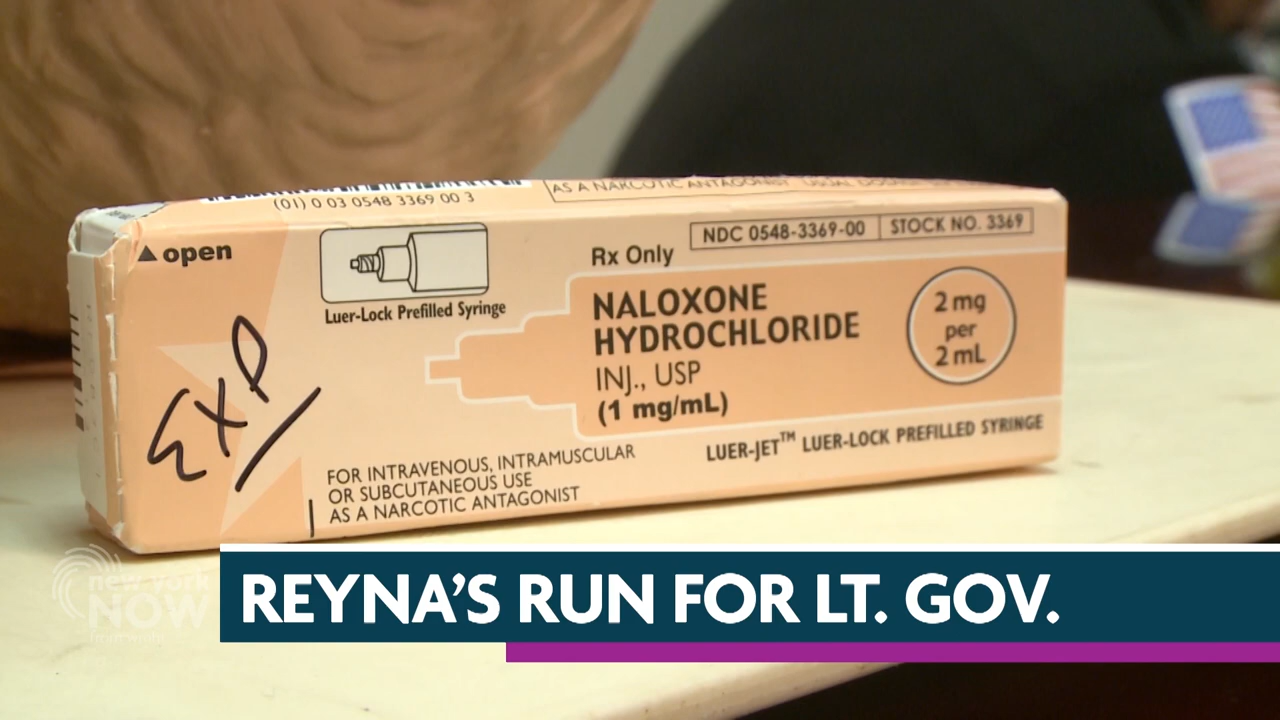 (01) 0 03 0548 3369 00 3
AS A NARCOTIC ANTAGONIST
open
Luer-Lock Prefilled Syringe
Rx Only
NDC 0548-3369-00
STOCK NO. 3369
NALOXONE
HYDROCHLORIDE
INJ., USP
(1 mg/mL)
2 mg
per
2 mL
EXP
FOR INTRAVENOUS, INTRAMUSCULAR
OR SUBCUTANEOUS USE
AS A NARCOTIC ANTAGONIST
LUER-JET™ LUER-LOCK PREFILLED SYRINGE
new york
NOW
REYNA'S RUN FOR LT. GOV.